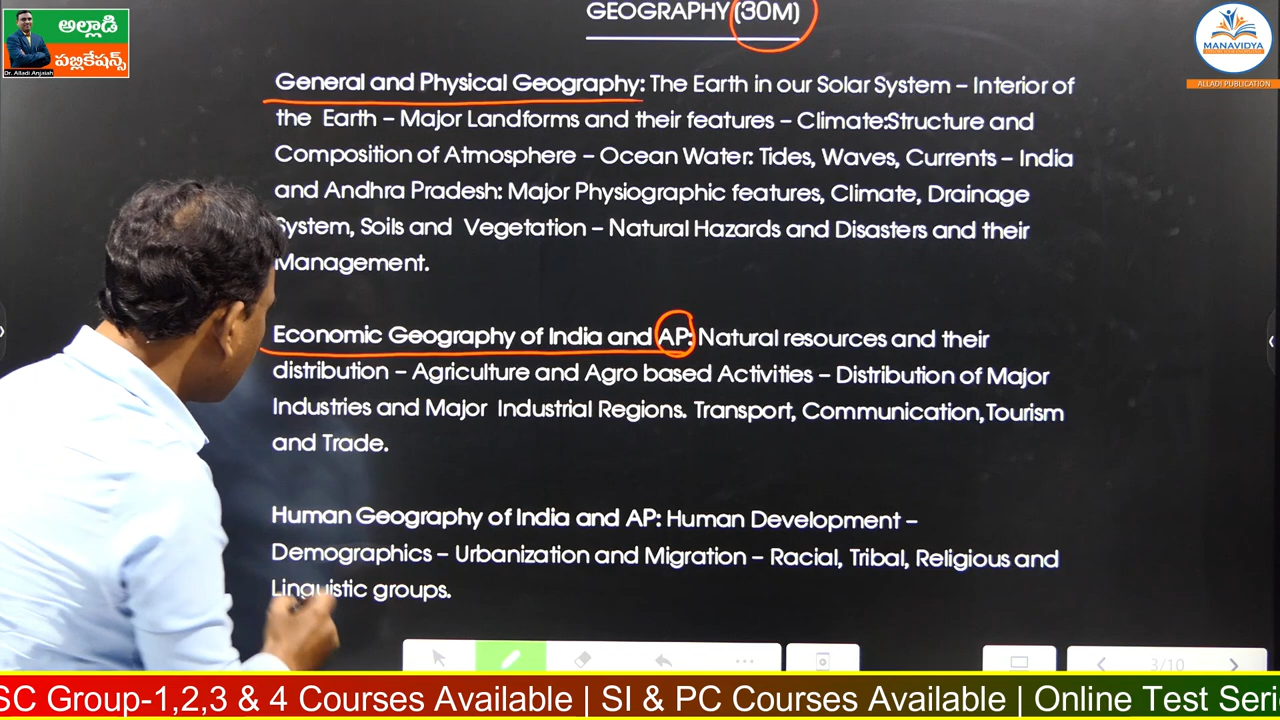 GEOGRAPHY (30M)
అల్లాడి
పబ్లికేషన్స్
Dr. Alladi Anjaiah
MANAVIDYA
ALLADI PUBLICATION
General and Physical Geography: The Earth in our Solar System – Interior of
the Earth – Major Landforms and their features – Climate:Structure and
Composition of Atmosphere – Ocean Water: Tides, Waves, Currents – India
and Andhra Pradesh: Major Physiographic features, Climate, Drainage
System, Soils and Vegetation – Natural Hazards and Disasters and their
Management.
Economic Geography of India and AP: Natural resources and their
distribution – Agriculture and Agro based Activities – Distribution of Major
Industries and Major Industrial Regions. Transport, Communication, Tourism
and Trade.
Human Geography of India and AP: Human Development –
Demographics – Urbanization and Migration – Racial, Tribal, Religious and
Linguistic groups.
3/10
SC Group-1,2,3 & 4 Courses Available | SI & PC Courses Available | Online Test Seri